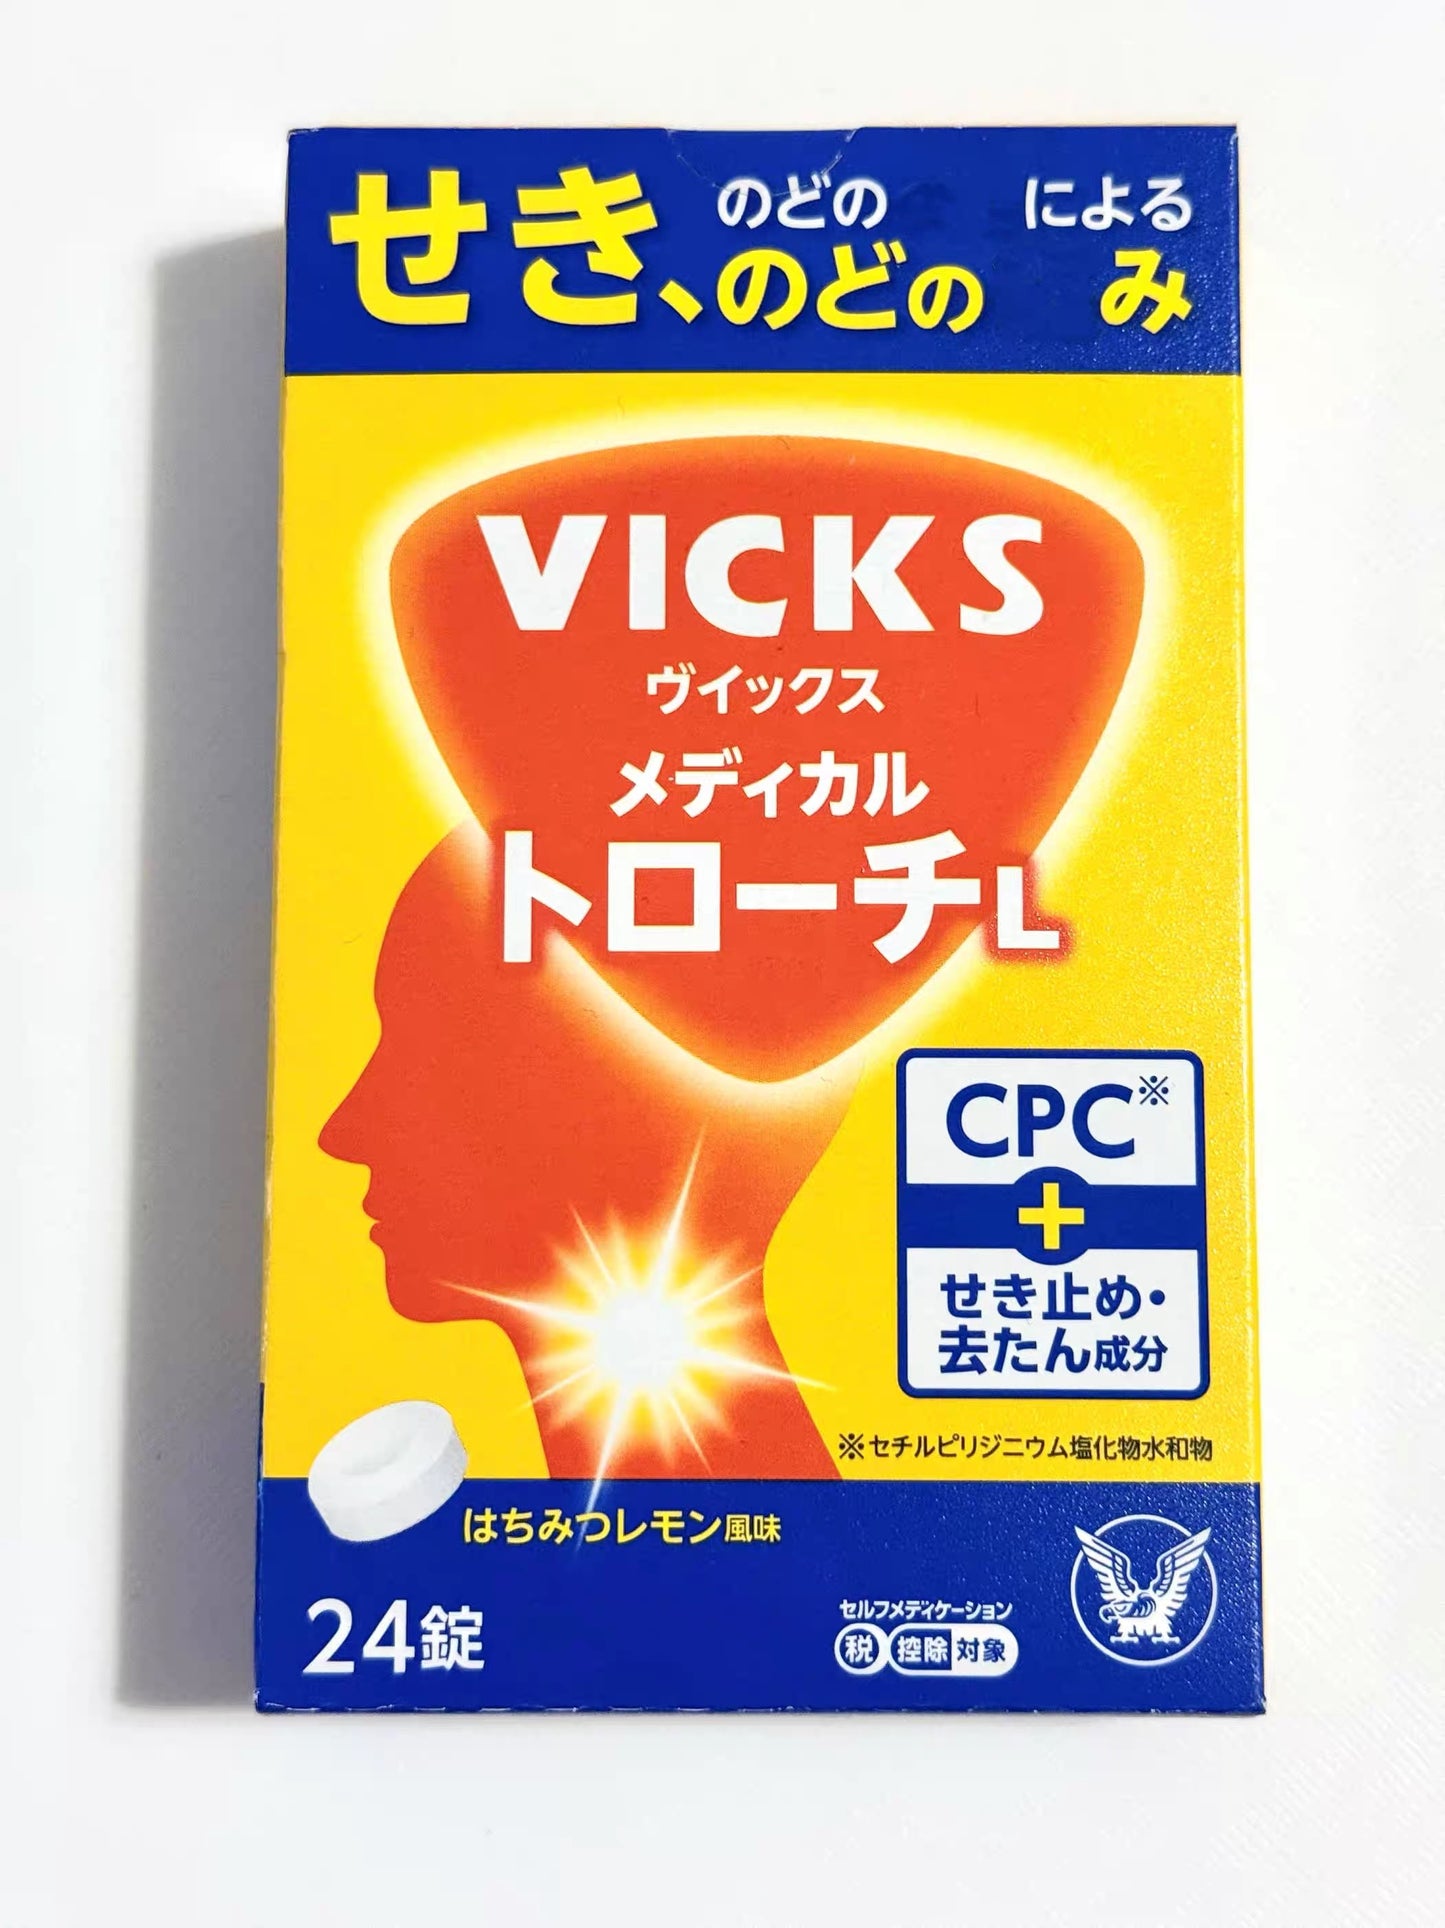 せき、
のどの による
のどの み
VICKS
ヴイックス
メディカル
トローチL
CPC※
+
せき止め・
去たん成分
※セチルピリジニウム塩化物水和物
はちみつレモン風味
24錠
セルフメディケーション
税 控除 対象